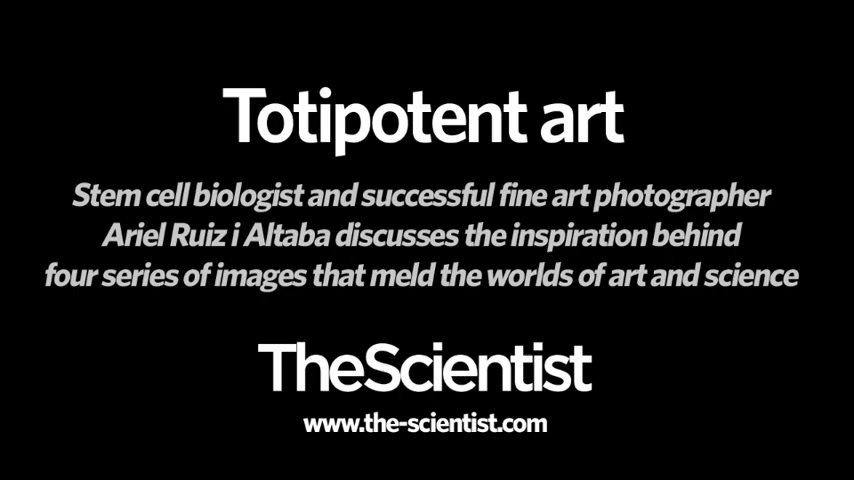 Totipotent art
Stem cell biologist and successful fine art photographer
Ariel Ruiz i Altaba discusses the inspiration behind
four series of images that meld the worlds of art and science
TheScientist
www.the-scientist.com